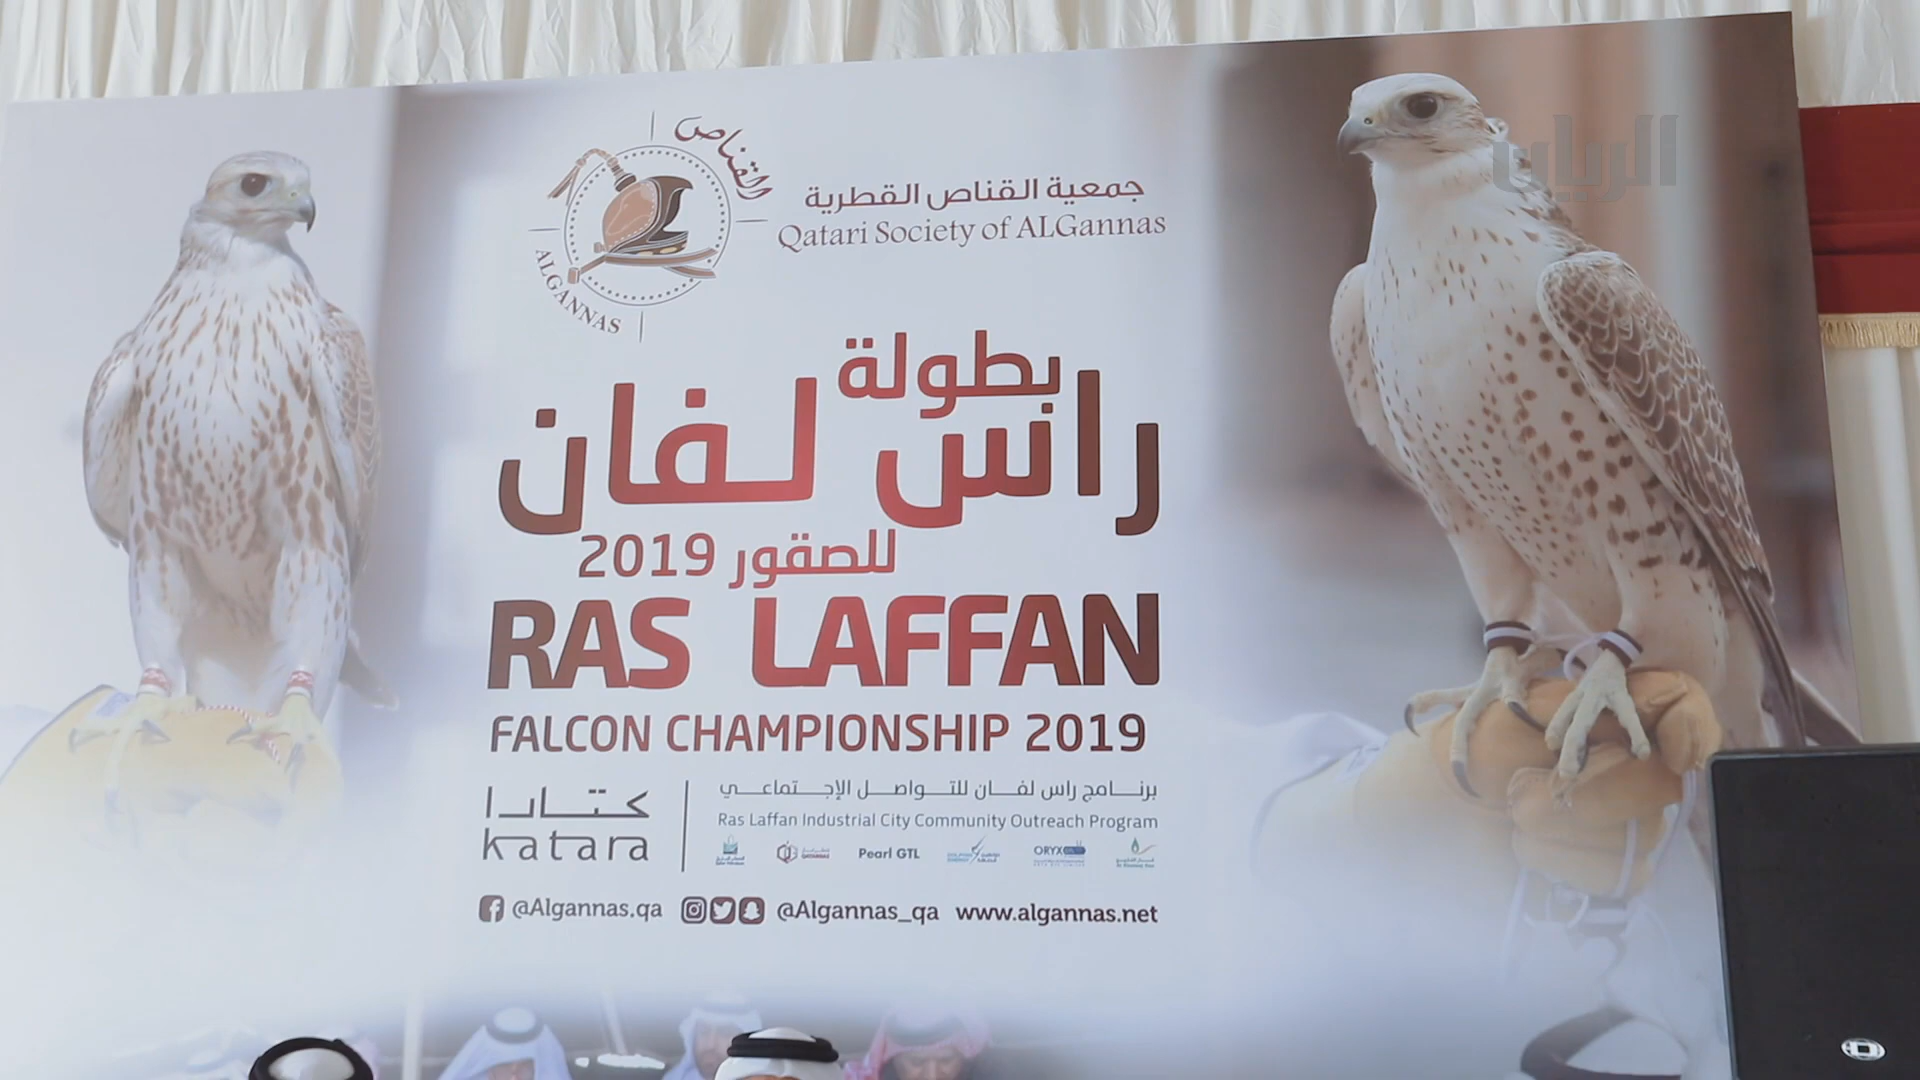 القناص
ALGANNAS
جمعية القناص القطرية
Qatari Society of ALGannas
الريان
بطولة
راس لفان
للصقور 2019
RAS LAFFAN
FALCON CHAMPIONSHIP 2019
كتارا
katara
برنامج راس لفان للتواصل الإجتماعي
Ras Laffan Industrial City Community Outreach Program
Pearl GTL
ORYX
@Algannas.qa @Algannas_qa www.algannas.net